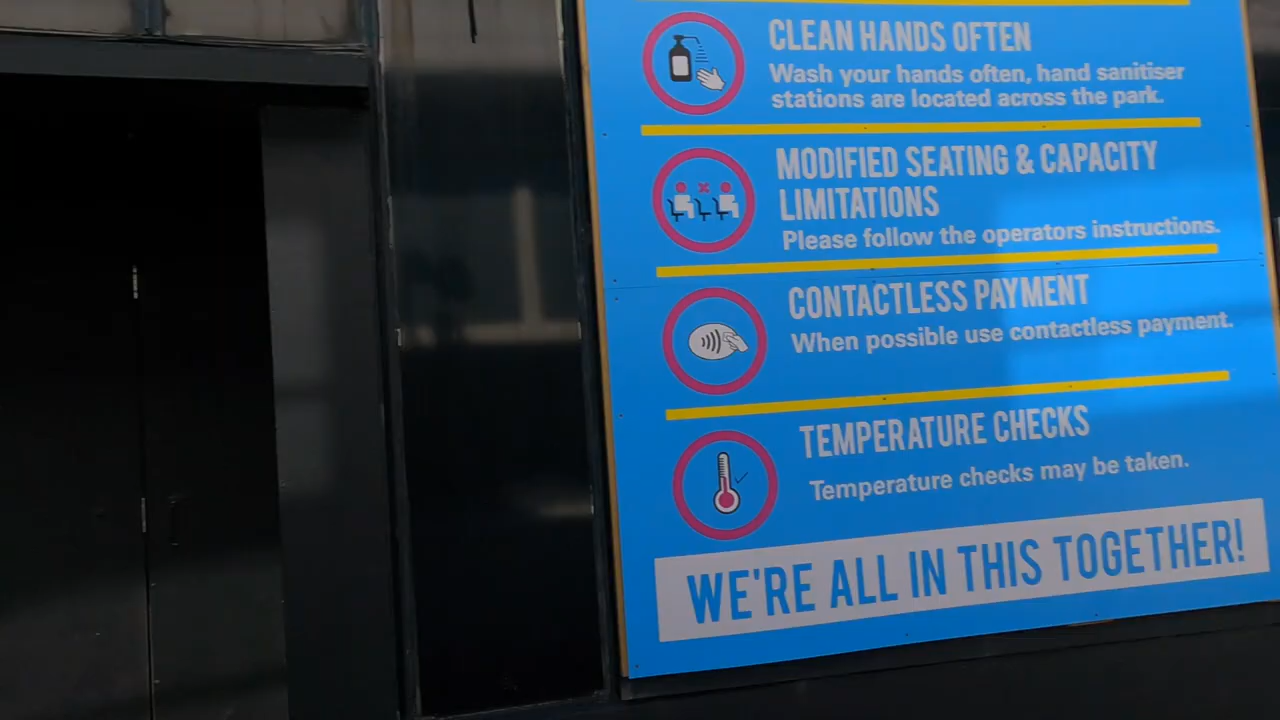 CLEAN HANDS OFTEN
Wash your hands often, hand sanitiser
stations are located across the park.
MODIFIED SEATING & CAPACITY
LIMITATIONS
Please follow the operators instructions.
CONTACTLESS PAYMENT
When possible use contactless payment.
TEMPERATURE CHECKS
Temperature checks may be taken.
WE'RE ALL IN THIS TOGETHER!